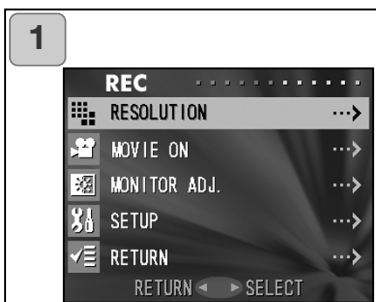 1
REC
RESOLUTION
MOVIE ON
MONITOR ADJ.
SETUP
RETURN
RETURN SELECT